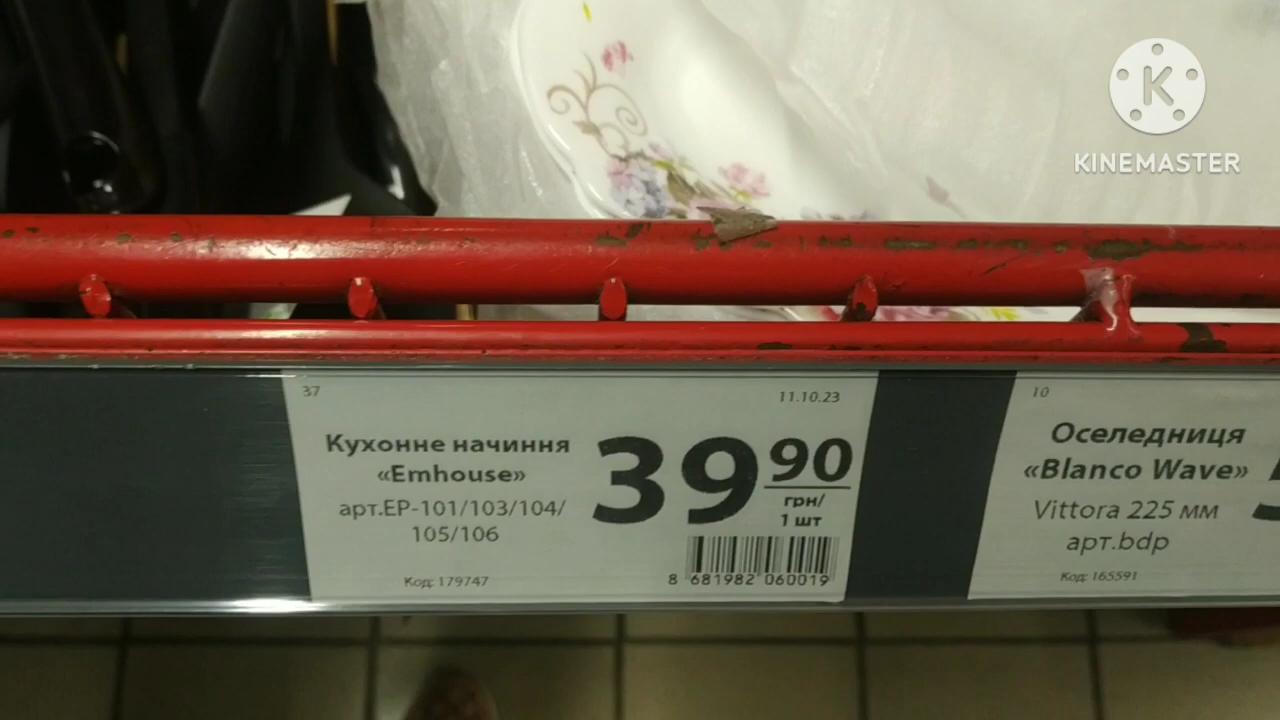 K
KINEMASTER
37
11.10.23
Кухонне начиння
«Emhouse»
арт.EP-101/103/104/
105/106
Код: 179747
39 90
грн/
1 шт
8 681982 060019
10
Оселедниця
«Blanco Wave»
Vittora 225 мм
арт.bdp
Код: 165591